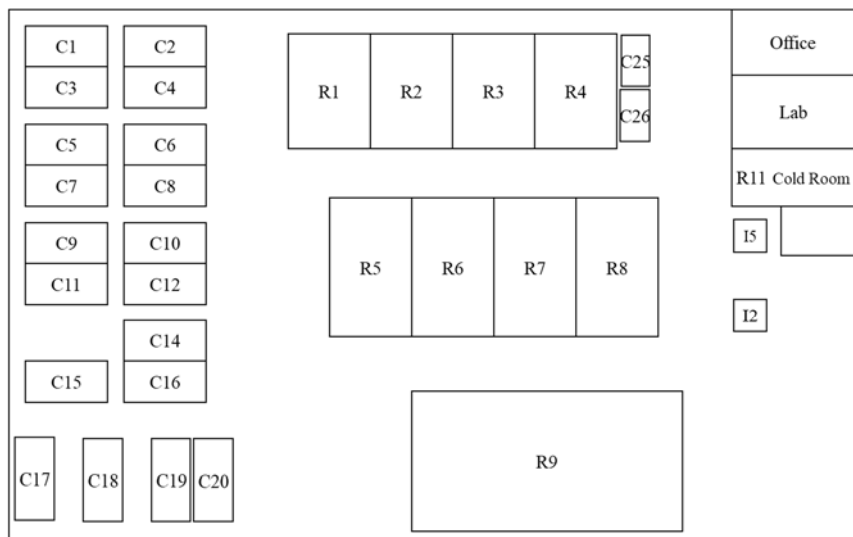 C1
C2
C3
C4
C5
C6
C7
C8
C9
C10
C11
C12
C14
C15
C16
C17
C18
C19
C20
R1
R2
R3
R4
C25
C26
R5
R6
R7
R8
R9
Office
Lab
R11 Cold Room
I5
I2